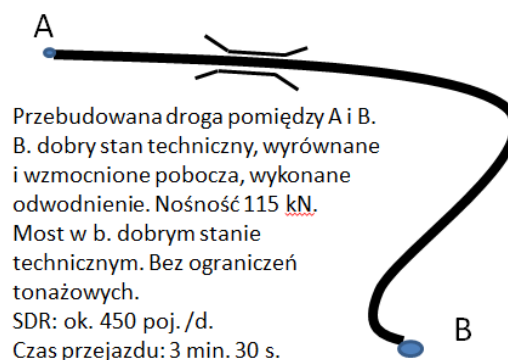 A
Przebudowana droga pomiędzy A i B.
B. dobry stan techniczny, wyrównane
i wzmocnione pobocza, wykonane
odwodnienie. Nośność 115 kN.
Most w b. dobrym stanie
technicznym. Bez ograniczeń
tonażowych.
SDR: ok. 450 poj. /d.
B
Czas przejazdu: 3 min. 30 s.